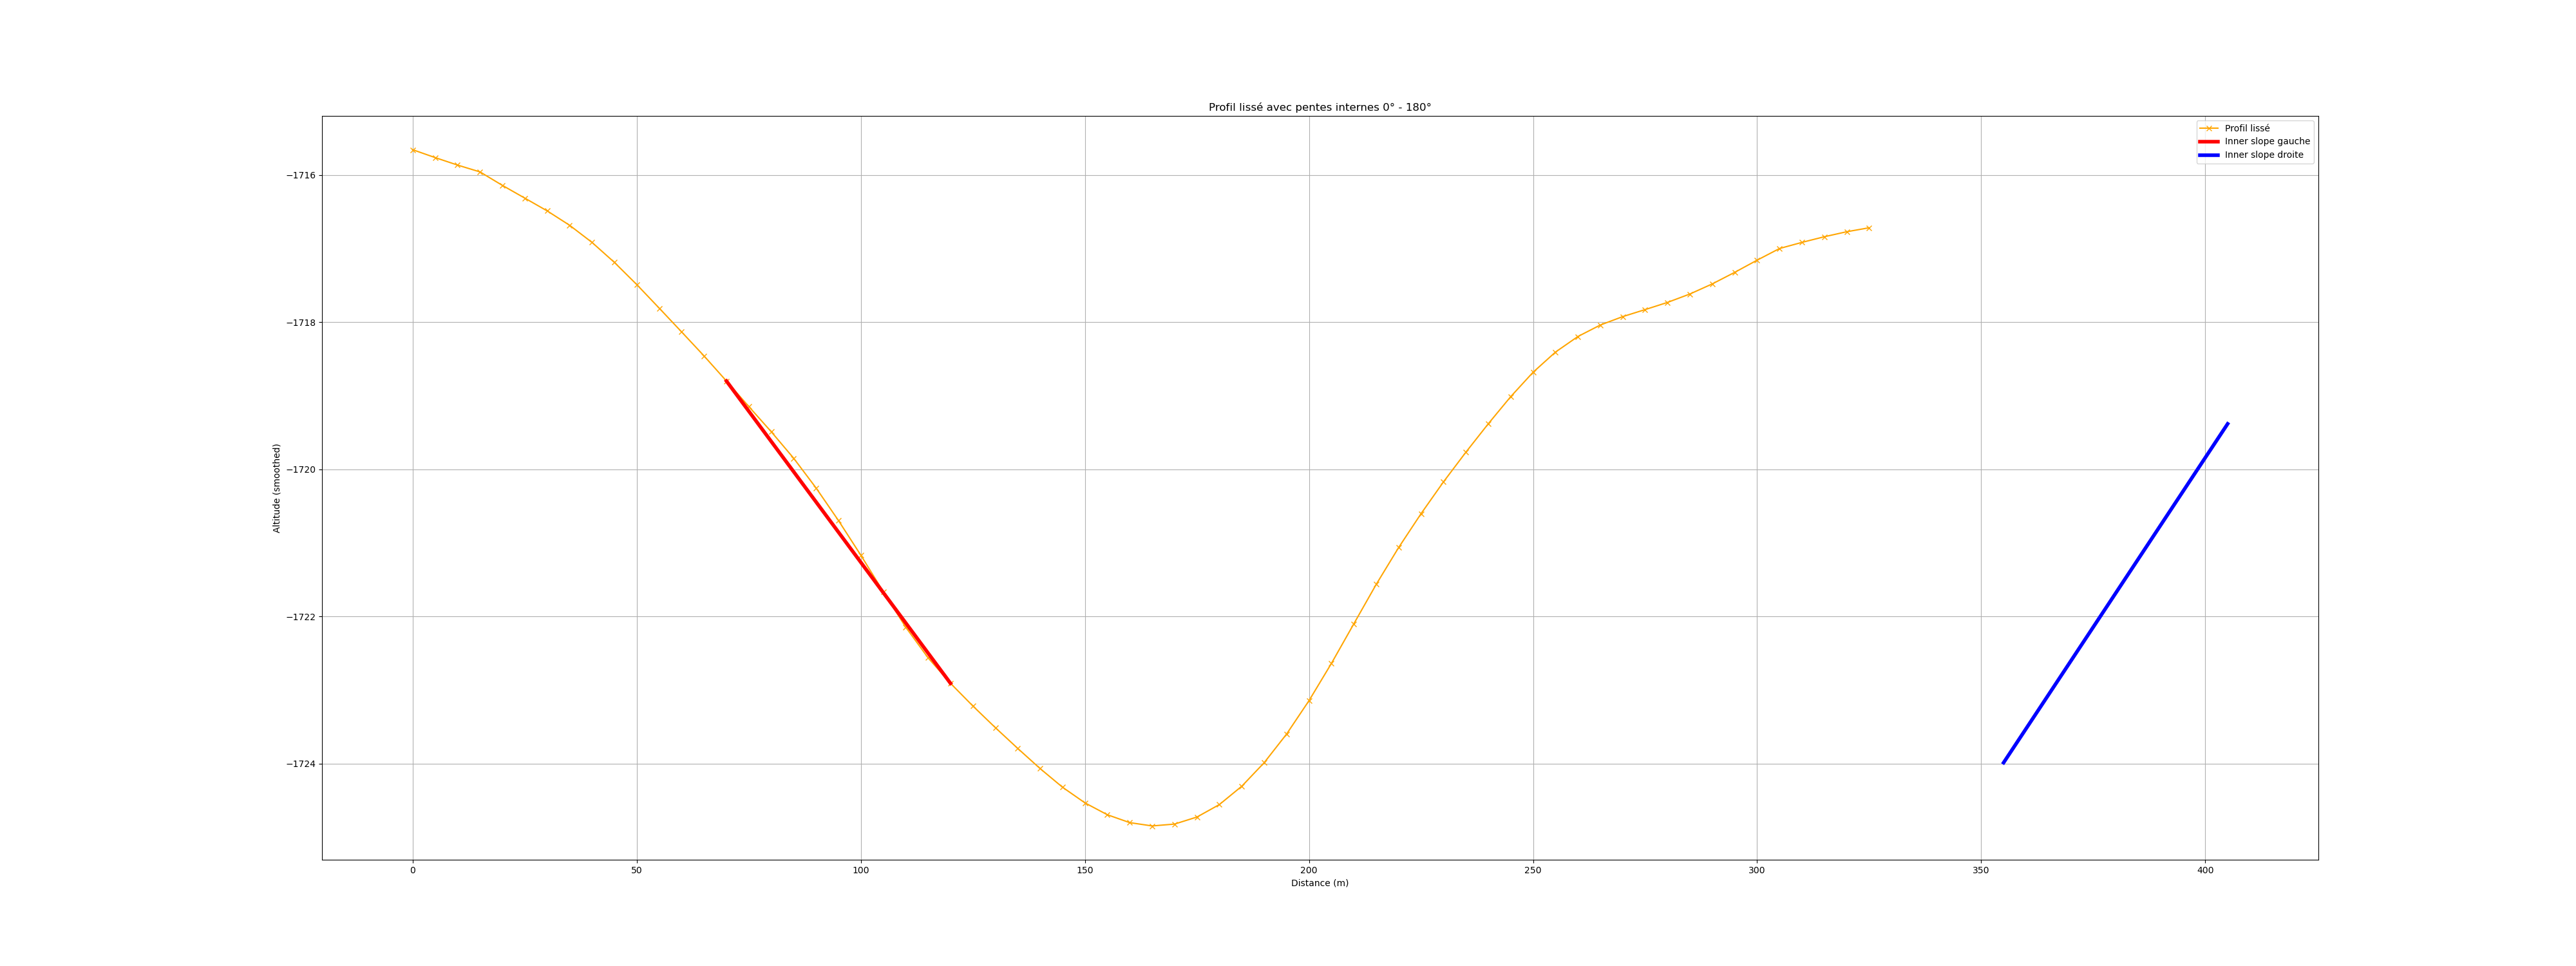 Profil lissé avec pentes internes 0° - 180°
Profil lissé
Inner slope gauche
Inner slope droite
−1716
−1718
−1720
−1722
−1724
Altitude (smoothed)
0 50 100 150 200 250 300 350 400
Distance (m)